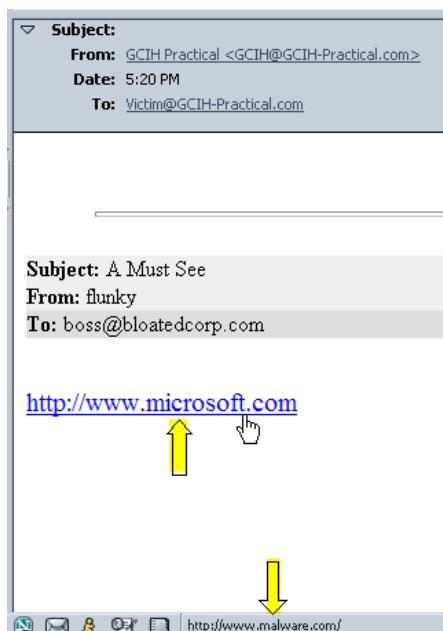 Subject:
From: GCIH Practical <GCIH@GCIH-Practical.com>
Date: 5:20 PM
To: Victim@GCIH-Practical.com
Subject: A Must See
From: flunky
To: boss@bloatedcorp.com
http://www.microsoft.com
http://www.malware.com/